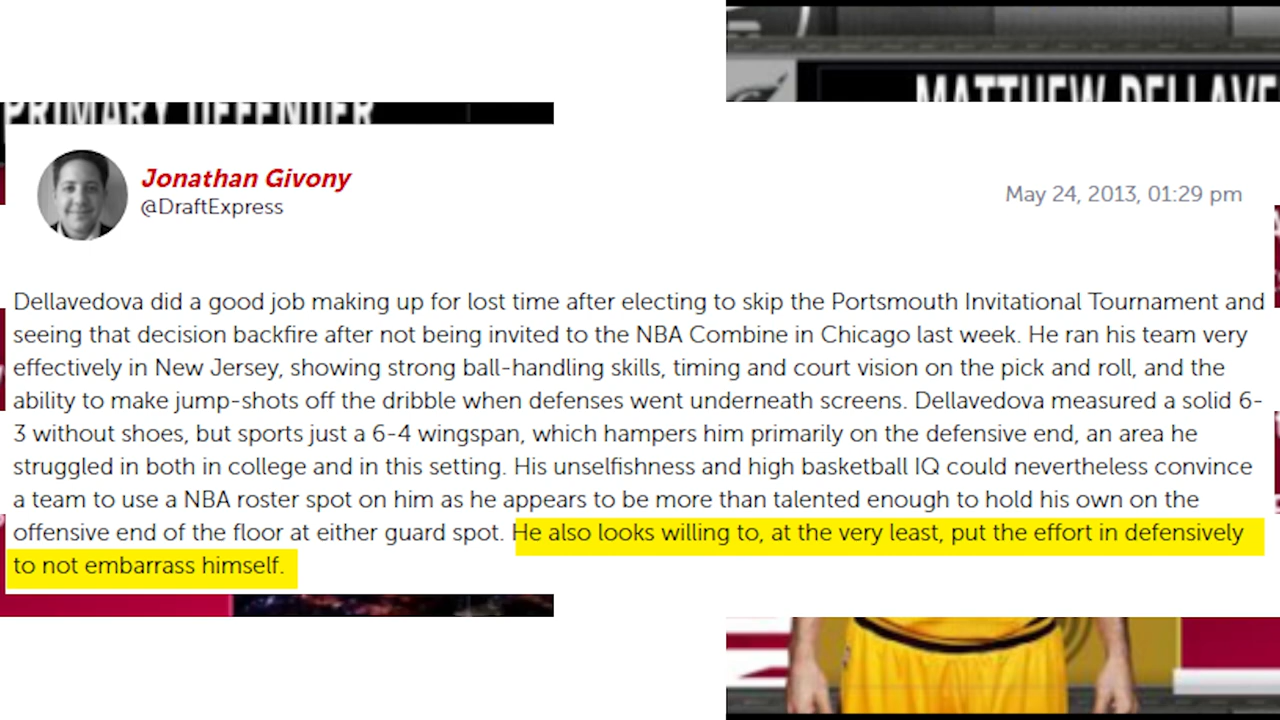 MATTHEW DELLAVE
PRIMARY DEFENDER
Jonathan Givony
@DraftExpress
May 24, 2013, 01:29 pm
Dellavedova did a good job making up for lost time after electing to skip the Portsmouth Invitational Tournament and
seeing that decision backfire after not being invited to the NBA Combine in Chicago last week. He ran his team very
effectively in New Jersey, showing strong ball-handling skills, timing and court vision on the pick and roll, and the
ability to make jump-shots off the dribble when defenses went underneath screens. Dellavedova measured a solid 6-
3 without shoes, but sports just a 6-4 wingspan, which hampers him primarily on the defensive end, an area he
struggled in both in college and in this setting. His unselfishness and high basketball IQ could nevertheless convince
a team to use a NBA roster spot on him as he appears to be more than talented enough to hold his own on the
offensive end of the floor at either guard spot. He also looks willing to, at the very least, put the effort in defensively
to not embarrass himself.